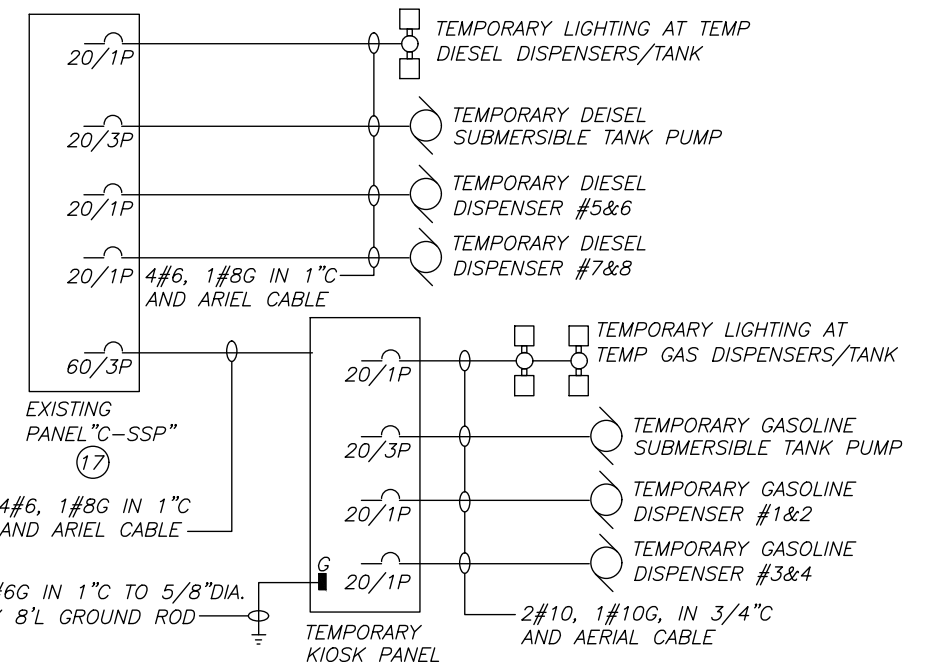 20/1P
TEMPORARY LIGHTING AT TEMP
DIESEL DISPENSERS/TANK
20/3P
TEMPORARY DEISEL
SUBMERSIBLE TANK PUMP
20/1P
TEMPORARY DIESEL
DISPENSER #5&6
20/1P
TEMPORARY DIESEL
DISPENSER #7&8
4#6, 1#8G IN 1"C
AND ARIEL CABLE
60/3P
EXISTING
PANEL"C-SSP"
17
4#6, 1#8G IN 1"C
AND ARIEL CABLE
20/1P
TEMPORARY LIGHTING AT
TEMP GAS DISPENSERS/TANK
20/3P
TEMPORARY GASOLINE
SUBMERSIBLE TANK PUMP
20/1P
TEMPORARY GASOLINE
DISPENSER #1&2
20/1P
TEMPORARY GASOLINE
DISPENSER #3&4
G
#6G IN 1"C TO 5/8"DIA.
8'L GROUND ROD
2#10, 1#10G, IN 3/4"C
AND AERIAL CABLE
TEMPORARY
KIOSK PANEL